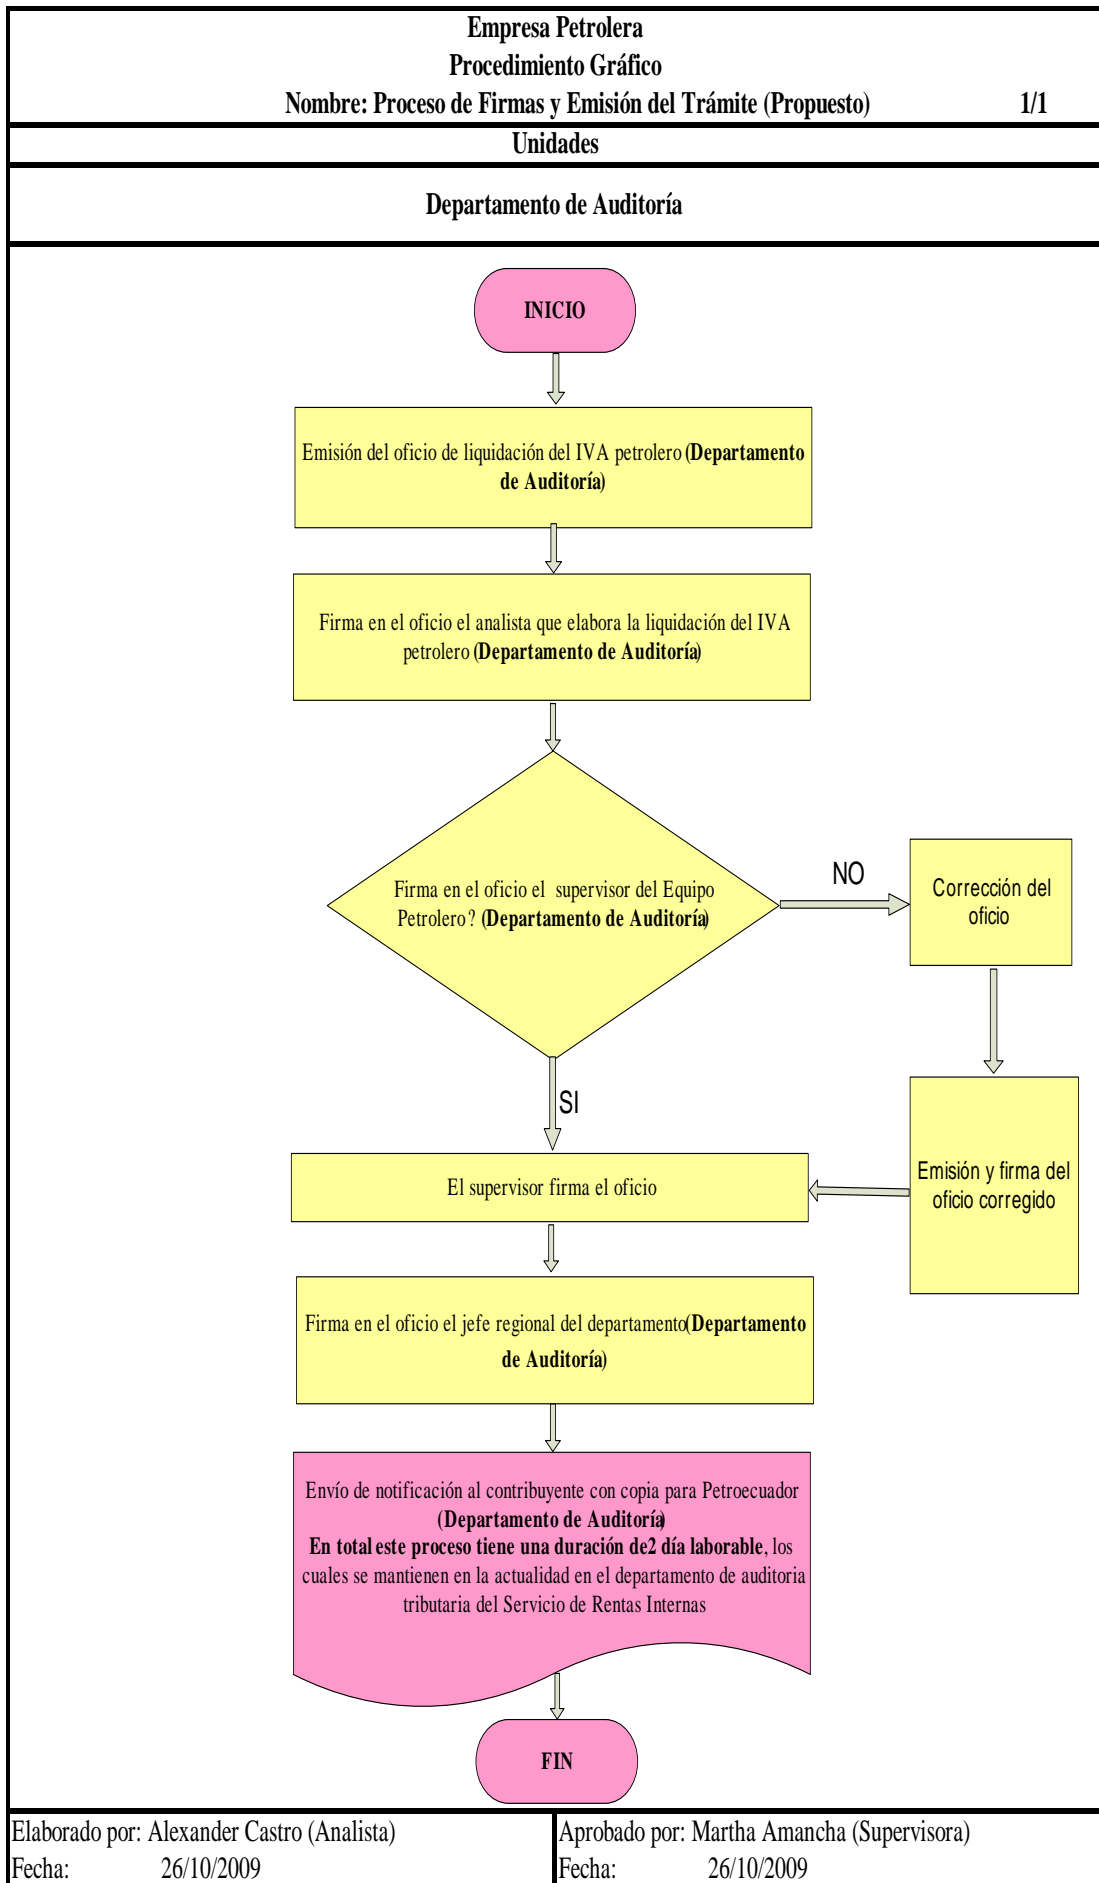 Empresa Petrolera
Procedimiento Gráfico
Nombre: Proceso de Firmas y Emisión del Trámite (Propuesto) 1/1
Unidades
Departamento de Auditoría
INICIO
Emisión del oficio de liquidación del IVA petrolero (Departamento
de Auditoría)
Firma en el oficio el analista que elabora la liquidación del IVA
petrolero (Departamento de Auditoría)
Firma en el oficio el supervisor del Equipo
Petrolero? (Departamento de Auditoría)
NO
Corrección del
oficio
SI
Emisión y firma del
oficio corregido
El supervisor firma el oficio
Firma en el oficio el jefe regional del departamento(Departamento
de Auditoría)
Envío de notificación al contribuyente con copia para Petroecuador
(Departamento de Auditoría)
En total este proceso tiene una duración de2 día laborable, los
cuales se mantienen en la actualidad en el departamento de auditoria
tributaria del Servicio de Rentas Internas
FIN
Elaborado por: Alexander Castro (Analista)
Fecha: 26/10/2009
Aprobado por: Martha Amancha (Supervisora)
Fecha: 26/10/2009